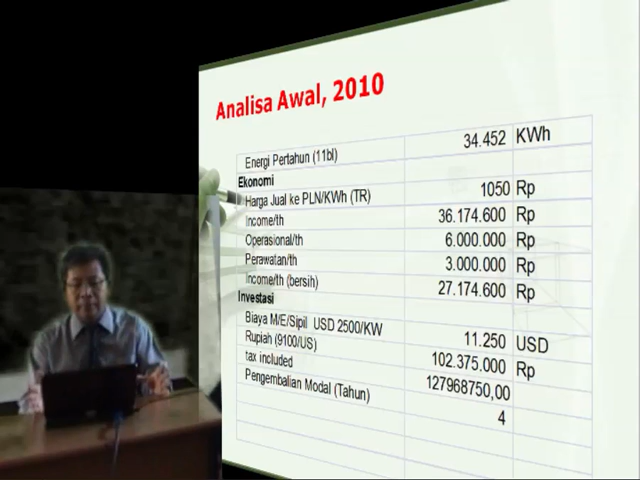 Analisa Awal, 2010
Energi Pertahun (11bl) 34.452 KWh
Ekonomi
Harga Jual ke PLN/KWh (TR) 1050 Rp
Income/th 36.174.600 Rp
Operasional/th 6.000.000 Rp
Perawatan/th 3.000.000 Rp
Income/th (bersih) 27.174.600 Rp
Investasi
Biaya M/E/Sipil USD 2500/KW 11.250 USD
Rupiah (9100/US) 102.375.000 Rp
tax included 127968750,00
Pengembalian Modal (Tahun) 4